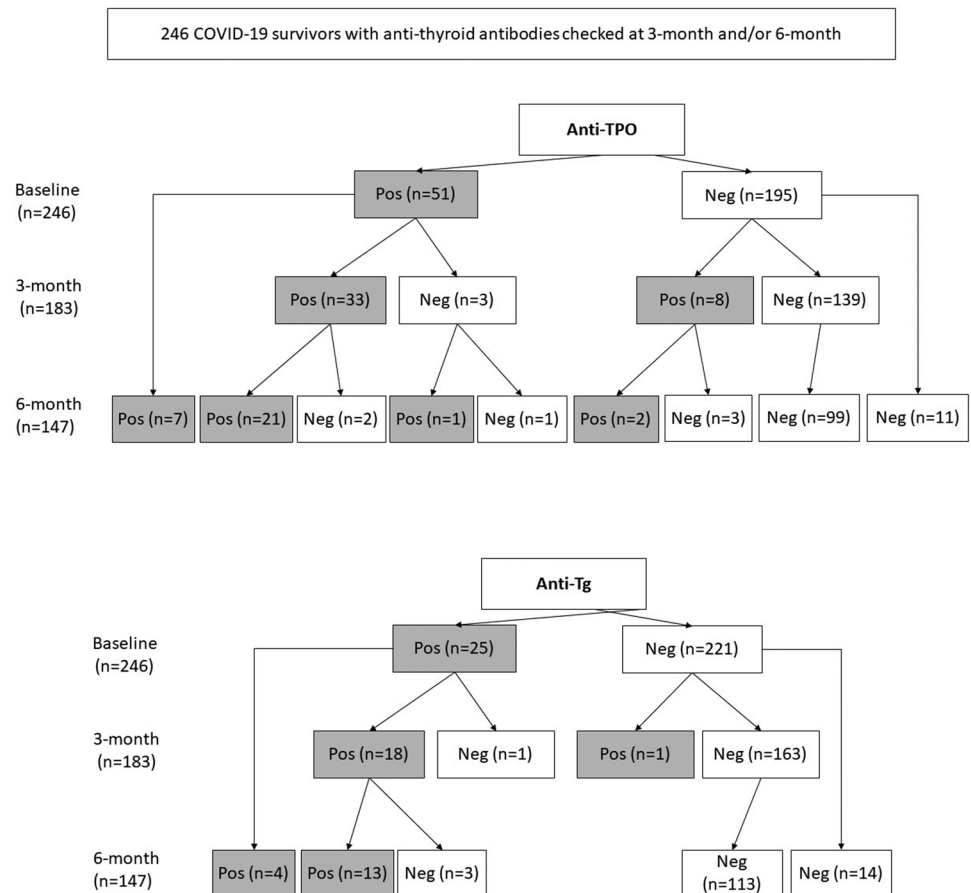 246 COVID-19 survivors with anti-thyroid antibodies checked at 3-month and/or 6-month
Anti-TPO
Baseline
(n=246)
Pos (n=51)
Neg (n=195)
3-month
(n=183)
Pos (n=33)
Neg (n=3)
Pos (n=8)
Neg (n=139)
6-month
(n=147)
Pos (n=7)
Pos (n=21)
Neg (n=2)
Pos (n=1)
Neg (n=1)
Pos (n=2)
Neg (n=3)
Neg (n=99)
Neg (n=11)
Anti-Tg
Baseline
(n=246)
Pos (n=25)
Neg (n=221)
3-month
(n=183)
Pos (n=18)
Neg (n=1)
Pos (n=1)
Neg (n=163)
6-month
(n=147)
Pos (n=4)
Pos (n=13)
Neg (n=3)
Neg
(n=113)
Neg (n=14)